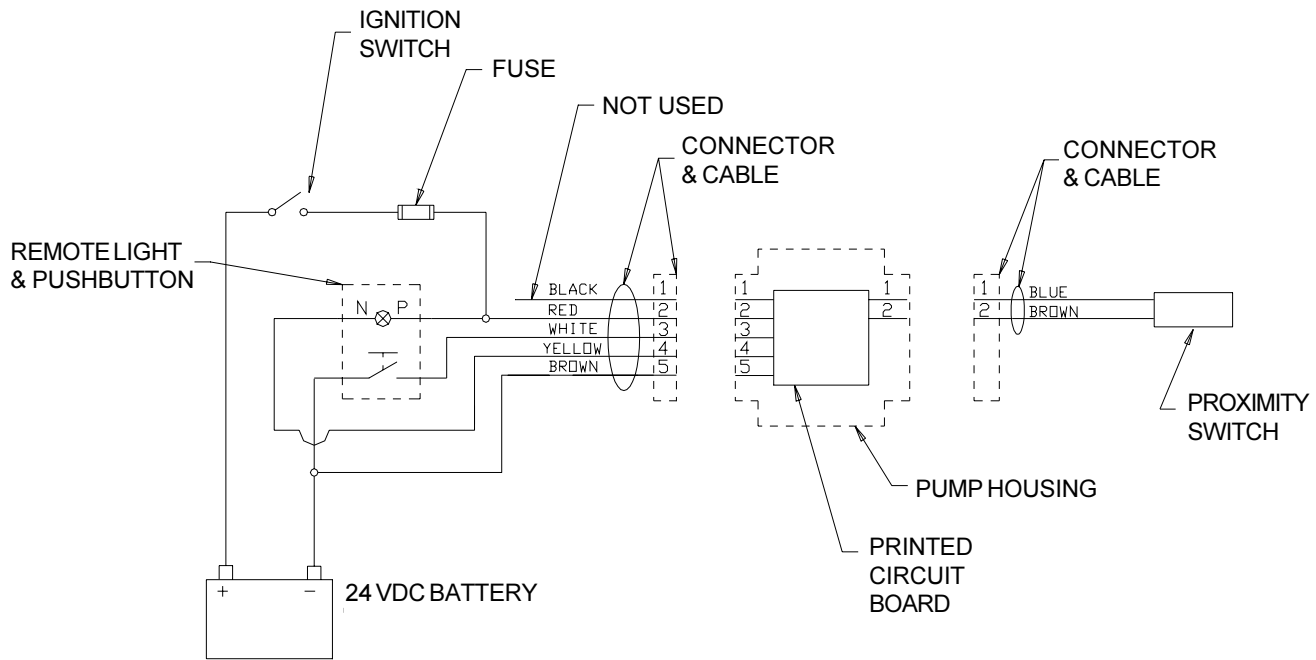 IGNITION
SWITCH
FUSE
NOT USED
CONNECTOR
& CABLE
CONNECTOR
& CABLE
REMOTE LIGHT
& PUSHBUTTON
N P
BLACK 1
RED 2
WHITE 3
YELLOW 4
BROWN 5
1
2
3
4
5
1
2
1 BLUE
2 BROWN
PROXIMITY
SWITCH
PUMP HOUSING
PRINTED
CIRCUIT
BOARD
+ -
24 VDC BATTERY